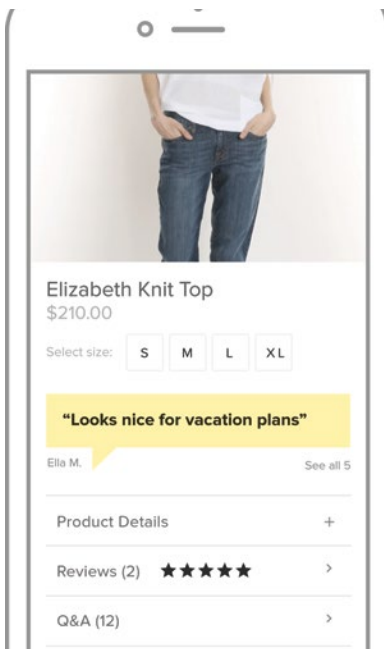 Elizabeth Knit Top
$210.00
Select size: S M L XL
“Looks nice for vacation plans”
Ella M. See all 5
Product Details +
Reviews (2) ★★★★★ >
Q&A (12) >